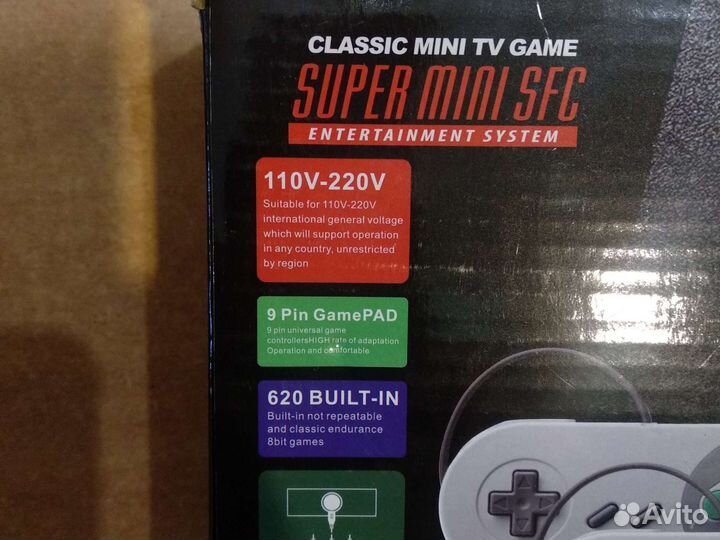 CLASSIC MINI TV GAME
SUPER MINI SFC
ENTERTAINMENT SYSTEM
110V-220V
Suitable for 110V-220V
international general voltage
which will support operation
in any country, unrestricted
by region
9 Pin GamePAD
9 pin universal game
controllersHIGH rate of adaptation
Operation and comfortable
620 BUILT-IN
Built-in not repeatable
and classic endurance
8bit games
Avito